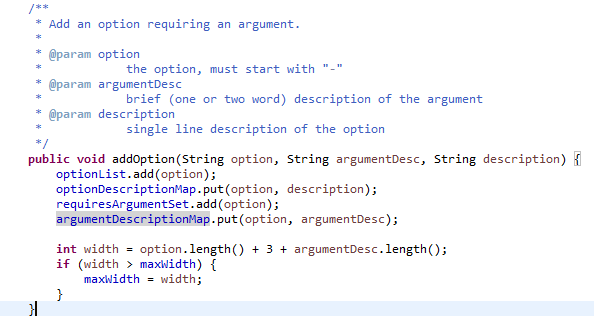 /**
 * Add an option requiring an argument.
 *
 * @param option
 *            the option, must start with "-"
 * @param argumentDesc
 *            brief (one or two word) description of the argument
 * @param description
 *            single line description of the option
 */
public void addOption(String option, String argumentDesc, String description) {
    optionList.add(option);
    optionDescriptionMap.put(option, description);
    requiresArgumentSet.add(option);
    argumentDescriptionMap.put(option, argumentDesc);

    int width = option.length() + 3 + argumentDesc.length();
    if (width > maxWidth) {
        maxWidth = width;
    }
}